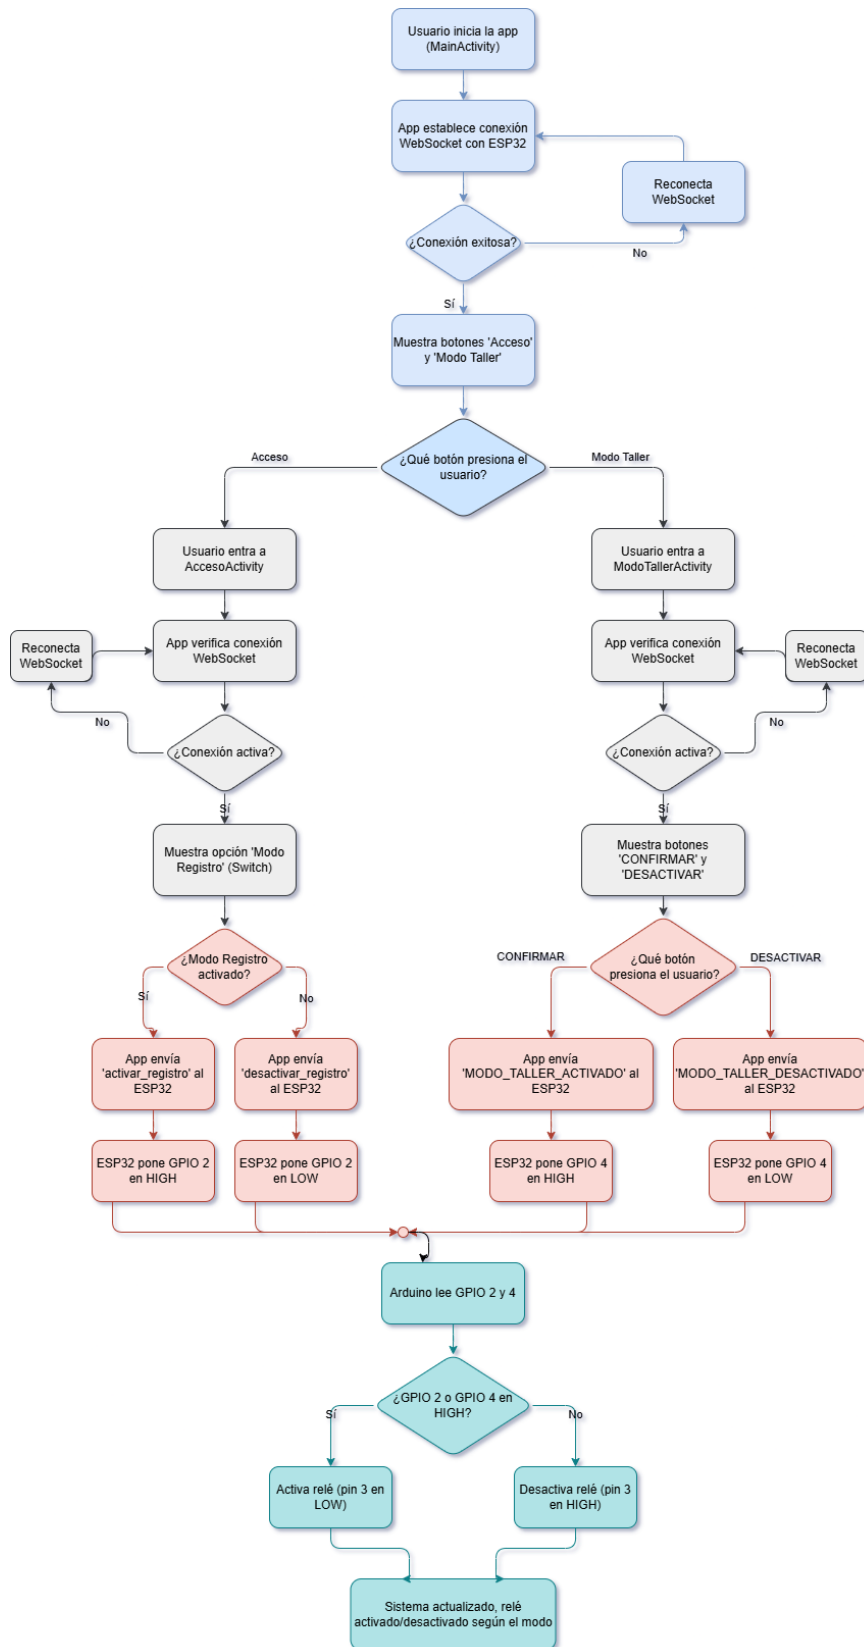 Usuario inicia la app
(MainActivity)
App establece conexión
WebSocket con ESP32
Reconecta
WebSocket
¿Conexión exitosa?
No
Sí
Muestra botones 'Acceso'
y 'Modo Taller'
¿Qué botón presiona el
usuario?
Acceso
Modo Taller
Usuario entra a
AccesoActivity
Usuario entra a
ModoTallerActivity
Reconecta
WebSocket
App verifica conexión
WebSocket
App verifica conexión
WebSocket
Reconecta
WebSocket
No
¿Conexión activa?
Sí
¿Conexión activa?
No
Sí
Muestra opción 'Modo
Registro' (Switch)
Muestra botones
'CONFIRMAR' y
'DESACTIVAR'
¿Modo Registro
activado?
Sí
No
CONFIRMAR
¿Qué botón
presiona el usuario?
DESACTIVAR
App envía
'activar_registro' al
ESP32
App envía
'desactivar_registro'
al ESP32
App envía
'MODO_TALLER_ACTIVADO' al
ESP32
App envía
'MODO_TALLER_DESACTIVADO'
al ESP32
ESP32 pone GPIO 2
en HIGH
ESP32 pone GPIO 2
en LOW
ESP32 pone GPIO 4
en HIGH
ESP32 pone GPIO 4
en LOW
Arduino lee GPIO 2 y 4
¿GPIO 2 o GPIO 4 en
HIGH?
Sí
No
Activa relé (pin 3 en
LOW)
Desactiva relé (pin 3
en HIGH)
Sistema actualizado, relé
activado/desactivado según el
modo